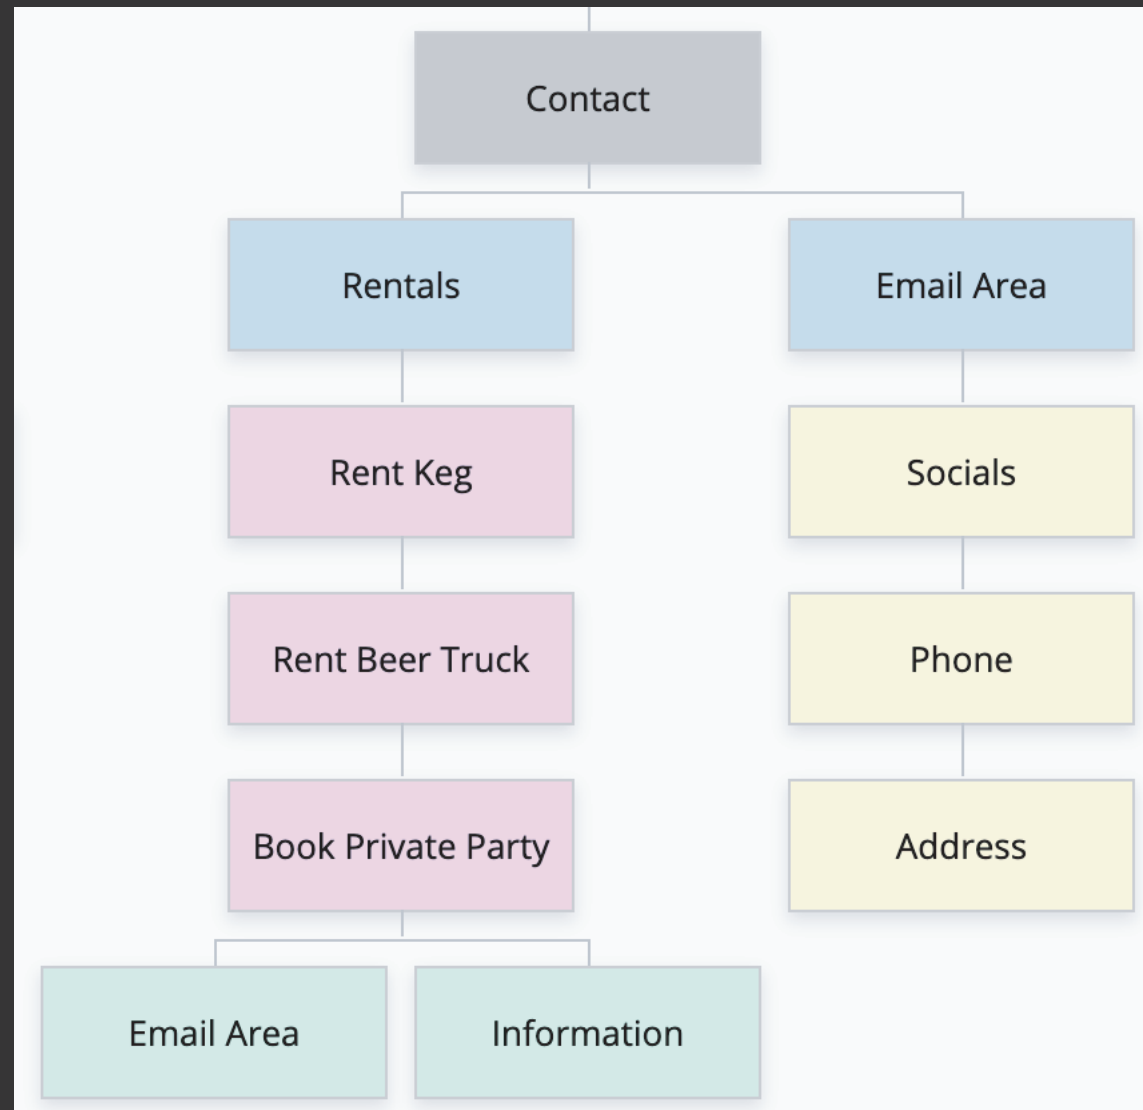 Contact
Rentals
Email Area
Rent Keg
Socials
Rent Beer Truck
Phone
Book Private Party
Address
Email Area
Information